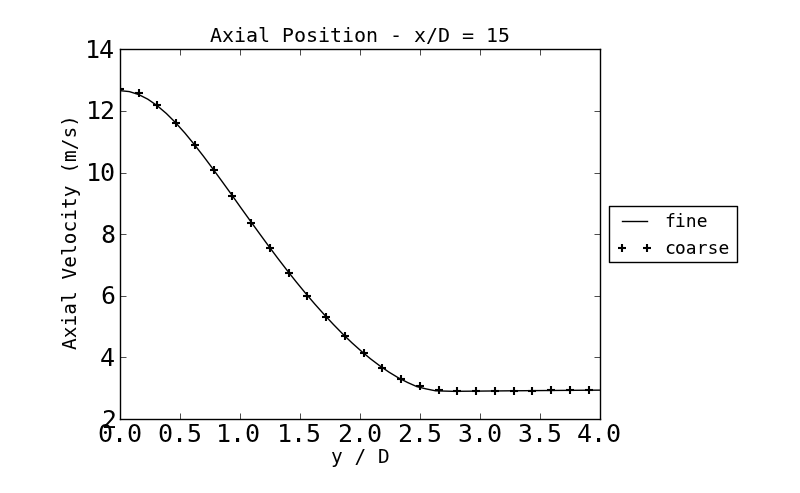 Axial Position - x/D = 15
14
12
10
8
6
4
2
Axial Velocity (m/s)
0.0 0.5 1.0 1.5 2.0 2.5 3.0 3.5 4.0
y / D
fine
coarse